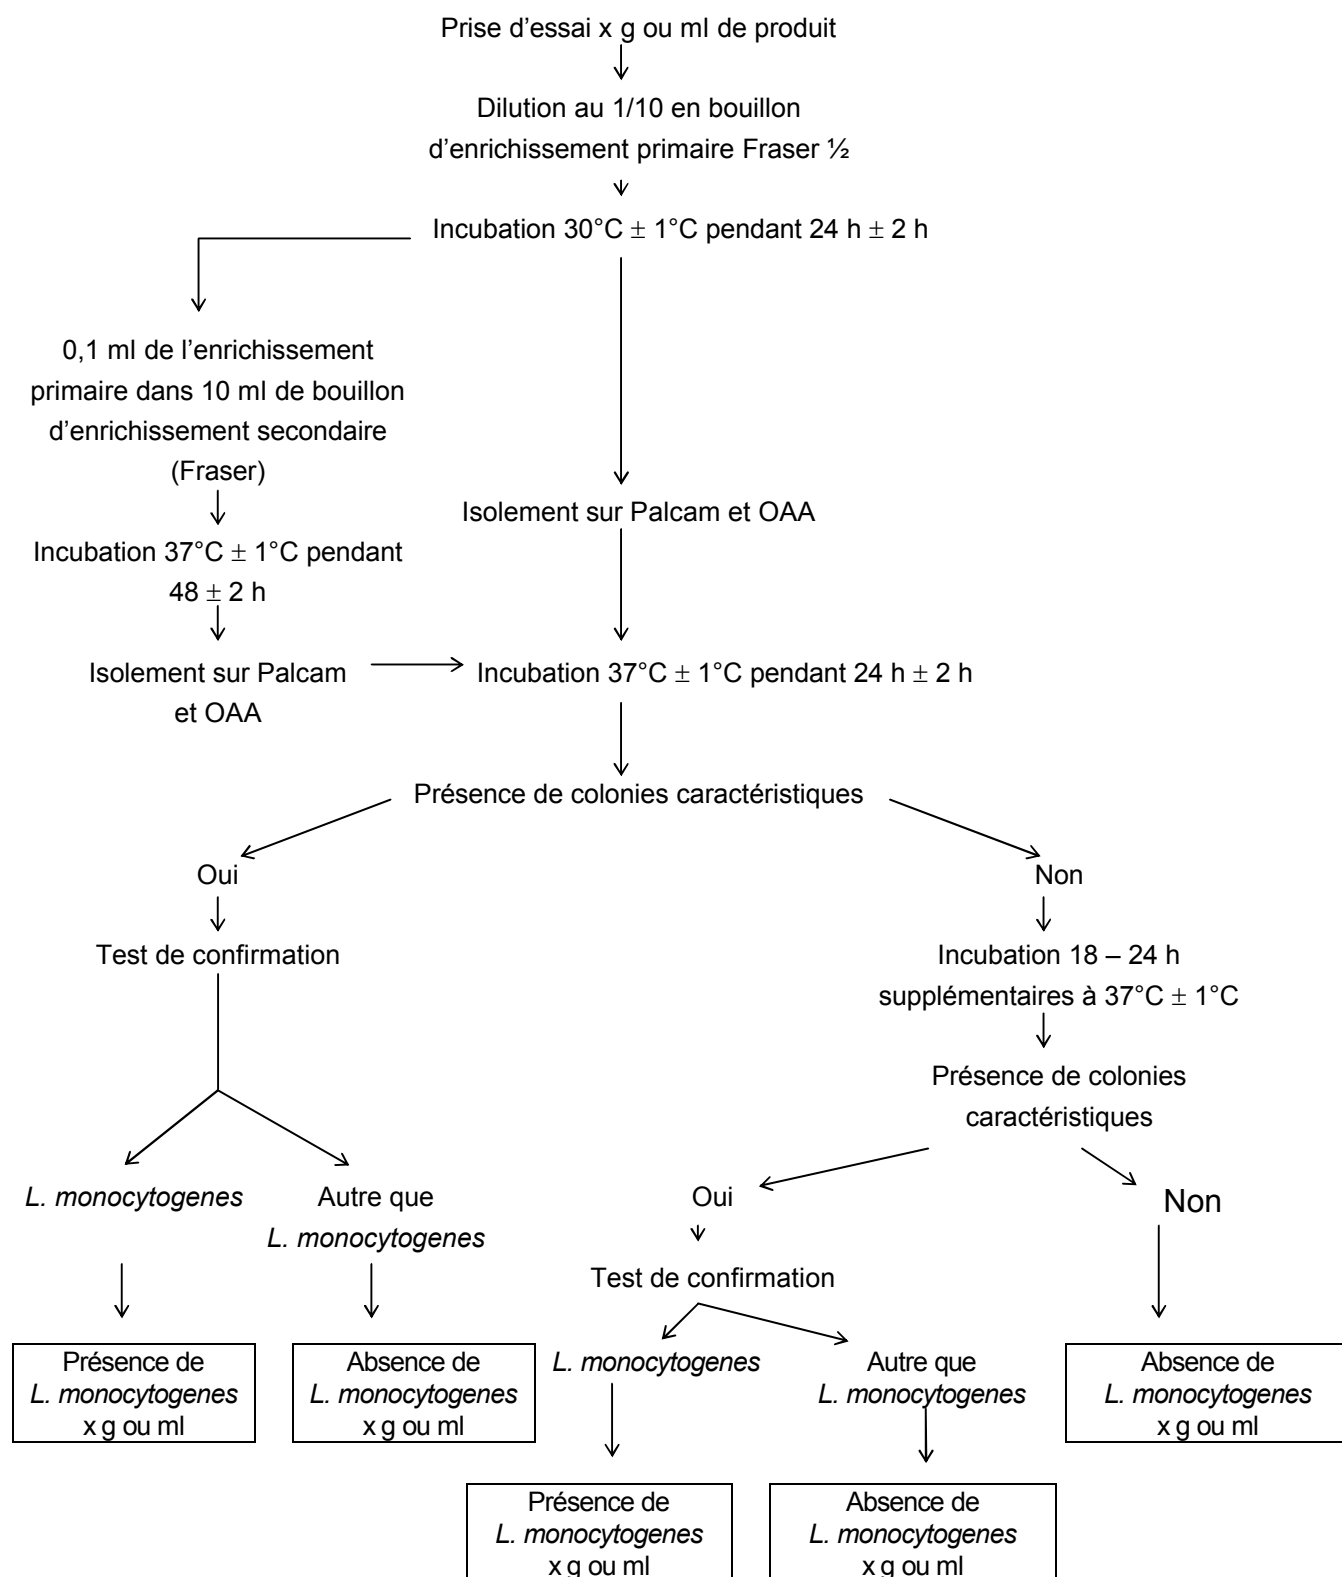 Prise d’essai x g ou ml de produit
Dilution au 1/10 en bouillon
d’enrichissement primaire Fraser ½
Incubation 30°C ± 1°C pendant 24 h ± 2 h
0,1 ml de l’enrichissement
primaire dans 10 ml de bouillon
d’enrichissement secondaire
(Fraser)
Isolement sur Palcam et OAA
Incubation 37°C ± 1°C pendant
48 ± 2 h
Isolement sur Palcam
et OAA
Incubation 37°C ± 1°C pendant 24 h ± 2 h
Présence de colonies caractéristiques
Oui
Non
Test de confirmation
Incubation 18 – 24 h
supplémentaires à 37°C ± 1°C
Présence de colonies
caractéristiques
L. monocytogenes
Autre que
L. monocytogenes
Oui
Non
Test de confirmation
Présence de
L. monocytogenes
x g ou ml
Absence de
L. monocytogenes
x g ou ml
L. monocytogenes
Autre que
L. monocytogenes
Absence de
L. monocytogenes
x g ou ml
Présence de
L. monocytogenes
x g ou ml
Absence de
L. monocytogenes
x g ou ml